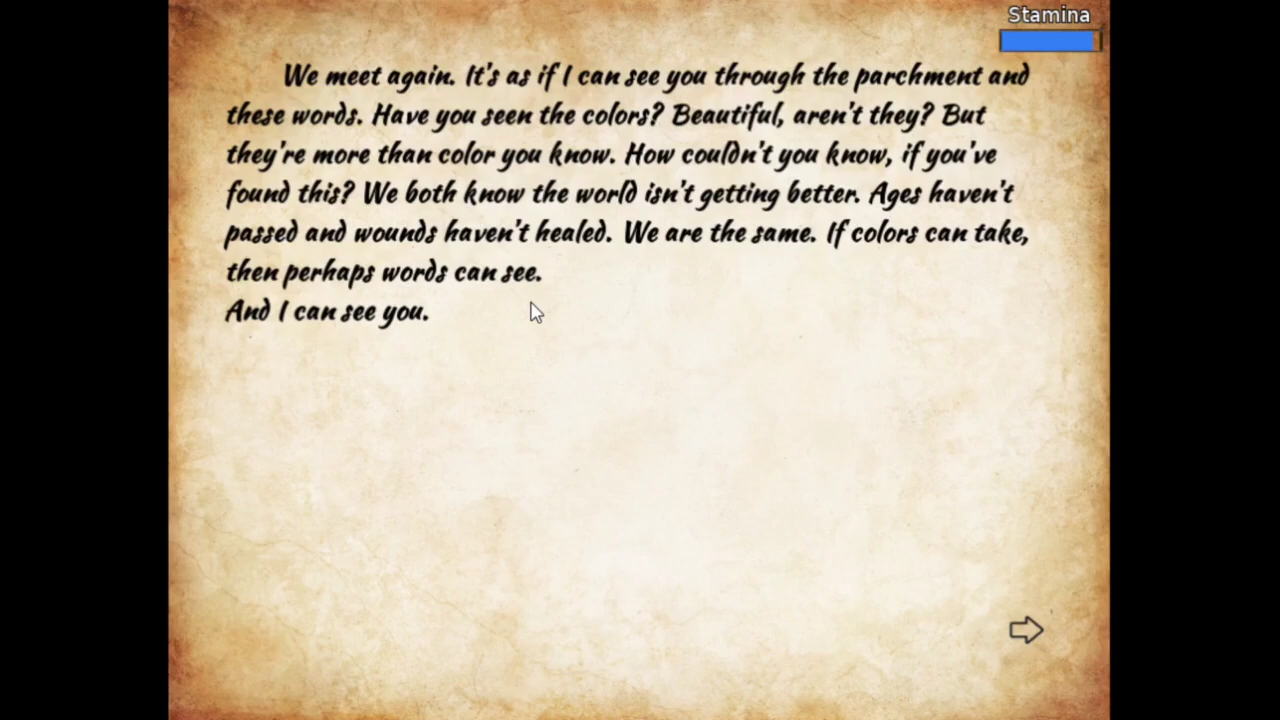 Stamina
We meet again. It's as if I can see you through the parchment and
these words. Have you seen the colors? Beautiful, aren't they? But
they're more than color you know. How couldn't you know, if you've
found this? We both know the world isn't getting better. Ages haven't
passed and wounds haven't healed. We are the same. If colors can take,
then perhaps words can see.
And I can see you.